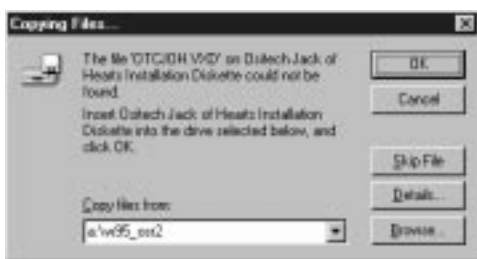 Copying Files...
The file 'OTCJOH.VXD' on Ositech Jack of
Hearts Installation Diskette could not be
found.
Insert Ositech Jack of Hearts Installation
Diskette into the drive selected below, and
click OK.
Copy files from:
a:\w95_osr2
OK
Cancel
Skip File
Details...
Browse...